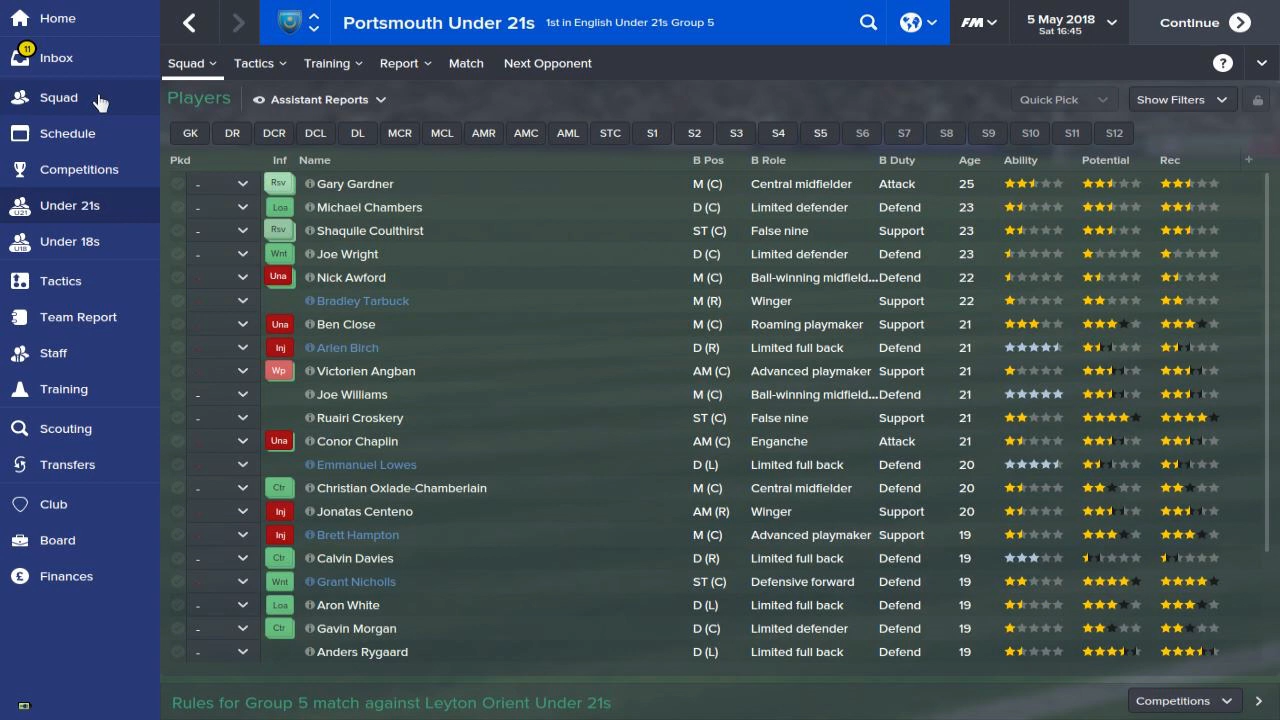 Home
11
Inbox
Squad
Schedule
Competitions
U21
Under 21s
U18
Under 18s
Tactics
Team Report
Staff
Training
Scouting
Transfers
Club
Board
£
Finances
Portsmouth Under 21s 1st in English Under 21s Group 5
FM
5 May 2018
Sat 16:45
Continue
Squad Tactics Training Report Match Next Opponent ?
Players Assistant Reports Quick Pick Show Filters
GK DR DCR DCL DL MCR MCL AMR AMC AML STC S1 S2 S3 S4 S5 S6 S7 S8 S9 S10 S11 S12
Pkd Inf Name B Pos B Role B Duty Age Ability Potential Rec +
- Rsv Gary Gardner M (C) Central midfielder Attack 25
- Loa Michael Chambers D (C) Limited defender Defend 23
- Rsv Shaquile Coulthirst ST (C) False nine Support 23
- Wnt Joe Wright D (C) Limited defender Defend 23
- Una Nick Awford M (C) Ball-winning midfield... Defend 22
Bradley Tarbuck M (R) Winger Support 22
Una Ben Close M (C) Roaming playmaker Support 21
Inj Arlen Birch D (R) Limited full back Defend 21
- Wp Victorien Angban AM (C) Advanced playmaker Support 21
- Joe Williams M (C) Ball-winning midfield... Defend 21
- Ruairi Croskery ST (C) False nine Support 21
- Una Conor Chaplin AM (C) Enganche Attack 21
Emmanuel Lowes D (L) Limited full back Defend 20
- Ctr Christian Oxlade-Chamberlain M (C) Central midfielder Defend 20
Inj Jonatas Centeno AM (R) Winger Support 20
Inj Brett Hampton M (C) Advanced playmaker Support 19
- Ctr Calvin Davies D (R) Limited full back Defend 19
Wnt Grant Nicholls ST (C) Defensive forward Defend 19
- Loa Aron White D (L) Limited full back Defend 19
- Ctr Gavin Morgan D (C) Limited defender Defend 19
- Anders Rygaard D (L) Limited full back Defend 19
Rules for Group 5 match against Leyton Orient Under 21s Competitions